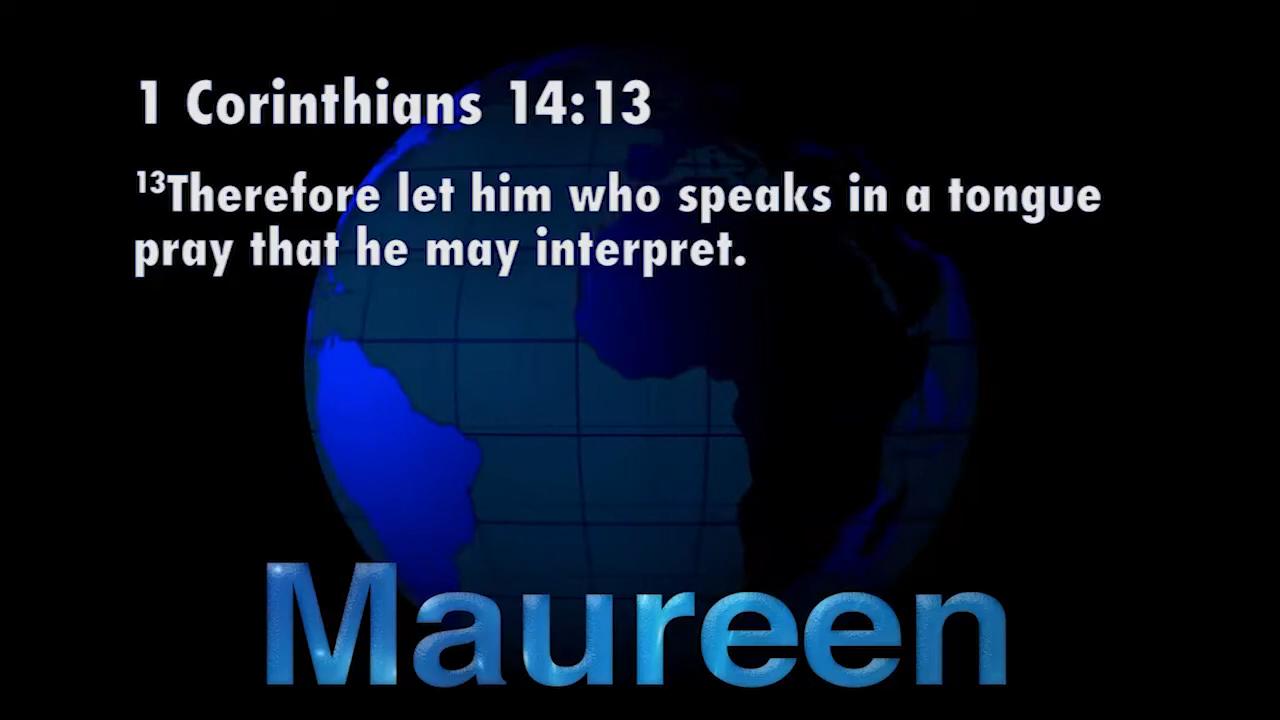 1 Corinthians 14:13
¹³Therefore let him who speaks in a tongue
pray that he may interpret.
Maureen